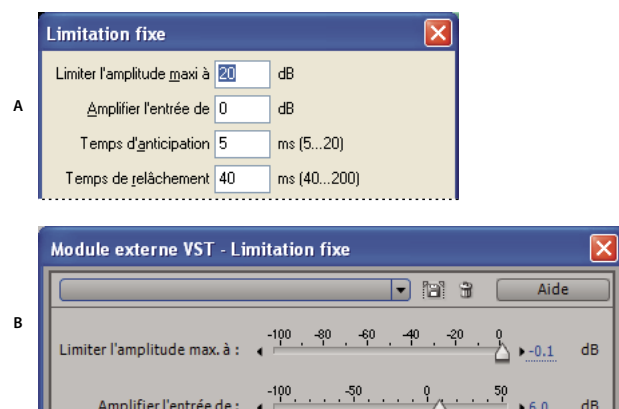 Limitation fixe
Limiter l'amplitude maxi à 20 dB
A
Amplifier l'entrée de 0 dB
Temps d'anticipation 5 ms (5...20)
Temps de relâchement 40 ms (40...200)
Module externe VST - Limitation fixe
Aide
B
-100 -80 -60 -40 -20 0
Limiter l'amplitude max. à : -0.1 dB
-100 -50 0 50
Amplifier l'entrée de : 6.0 dB